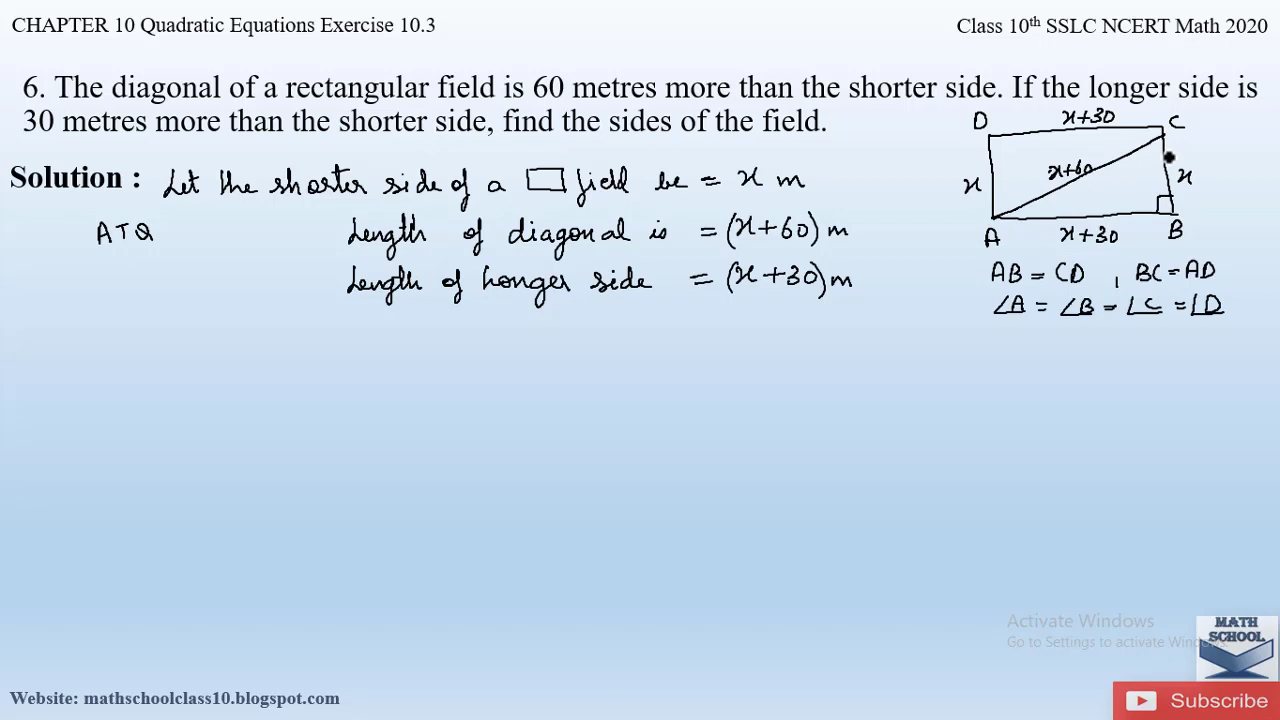 CHAPTER 10 Quadratic Equations Exercise 10.3
Class 10th SSLC NCERT Math 2020
6. The diagonal of a rectangular field is 60 metres more than the shorter side. If the longer side is
30 metres more than the shorter side, find the sides of the field.
D x+30 C
Solution : Let the shorter side of a field be = x m
x x+60 x
ATQ Length of diagonal is = (x+60) m
A x+30 B
Length of Longer side = (x+30) m
AB = CD , BC = AD
∠A = ∠B = ∠C = ∠D
Activate Windows
Go to Settings to activate Windows.
MATH
SCHOOL
Website: mathschoolclass10.blogspot.com
Subscribe